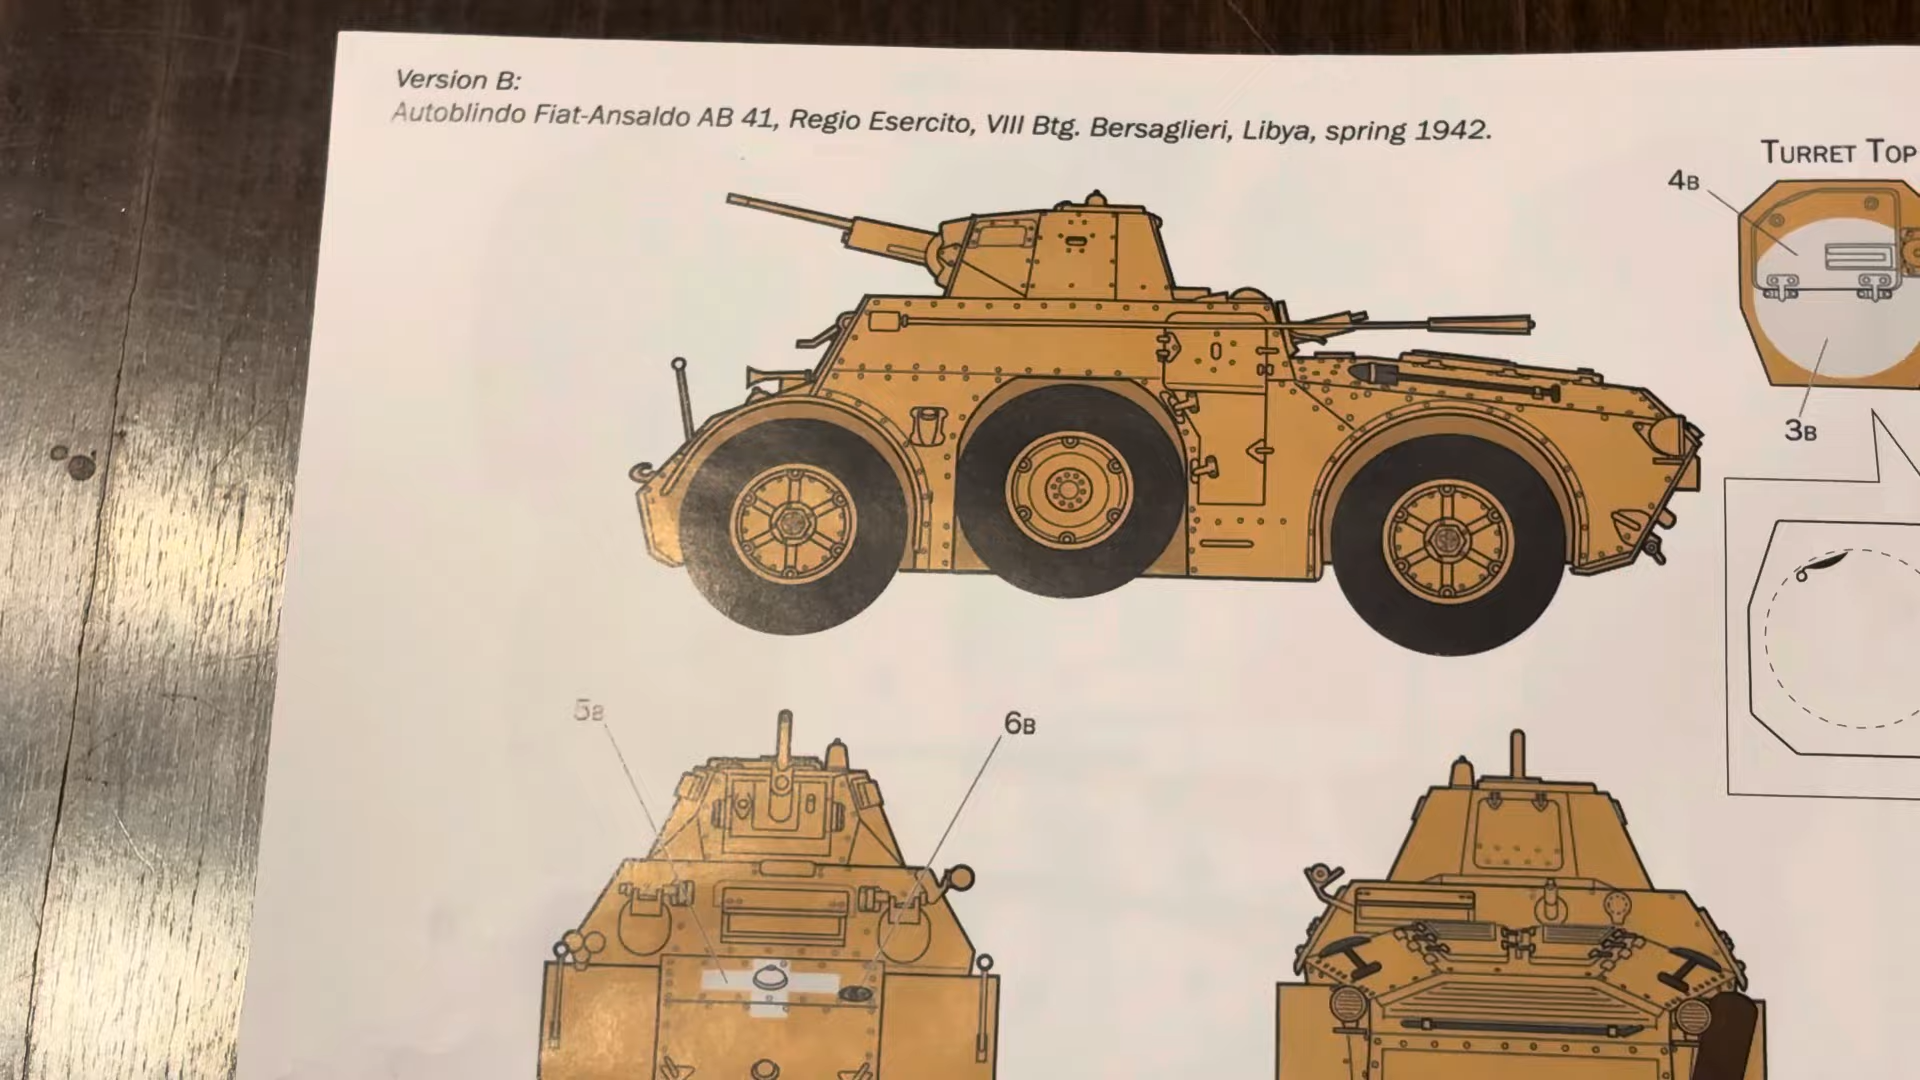 Version B:
Autoblindo Fiat-Ansaldo AB 41, Regio Esercito, VIII Btg. Bersaglieri, Libya, spring 1942.
TURRET TOP
4B
3B
5B
6B